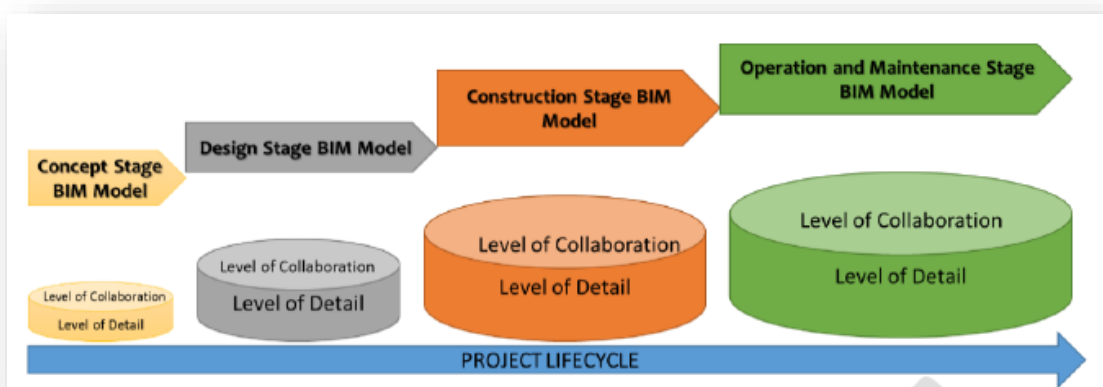 Concept Stage
BIM Model
Design Stage BIM Model
Construction Stage BIM
Model
Operation and Maintenance Stage
BIM Model
Level of Collaboration
Level of Detail
Level of Collaboration
Level of Detail
Level of Collaboration
Level of Detail
Level of Collaboration
Level of Detail
PROJECT LIFECYCLE